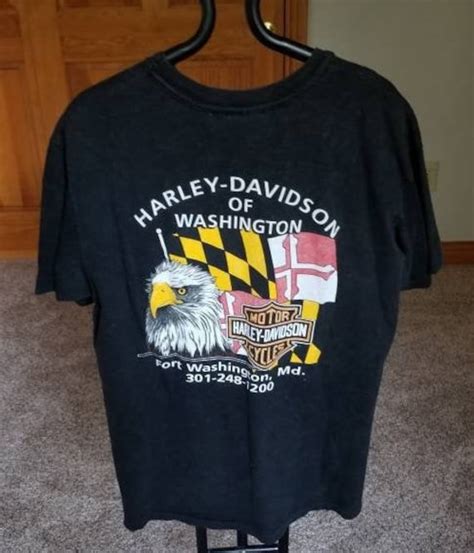 HARLEY-DAVIDSON
OF
WASHINGTON
MOTOR
HARLEY-DAVIDSON
CYCLES
Fort Washington, Md.
301-248-1200